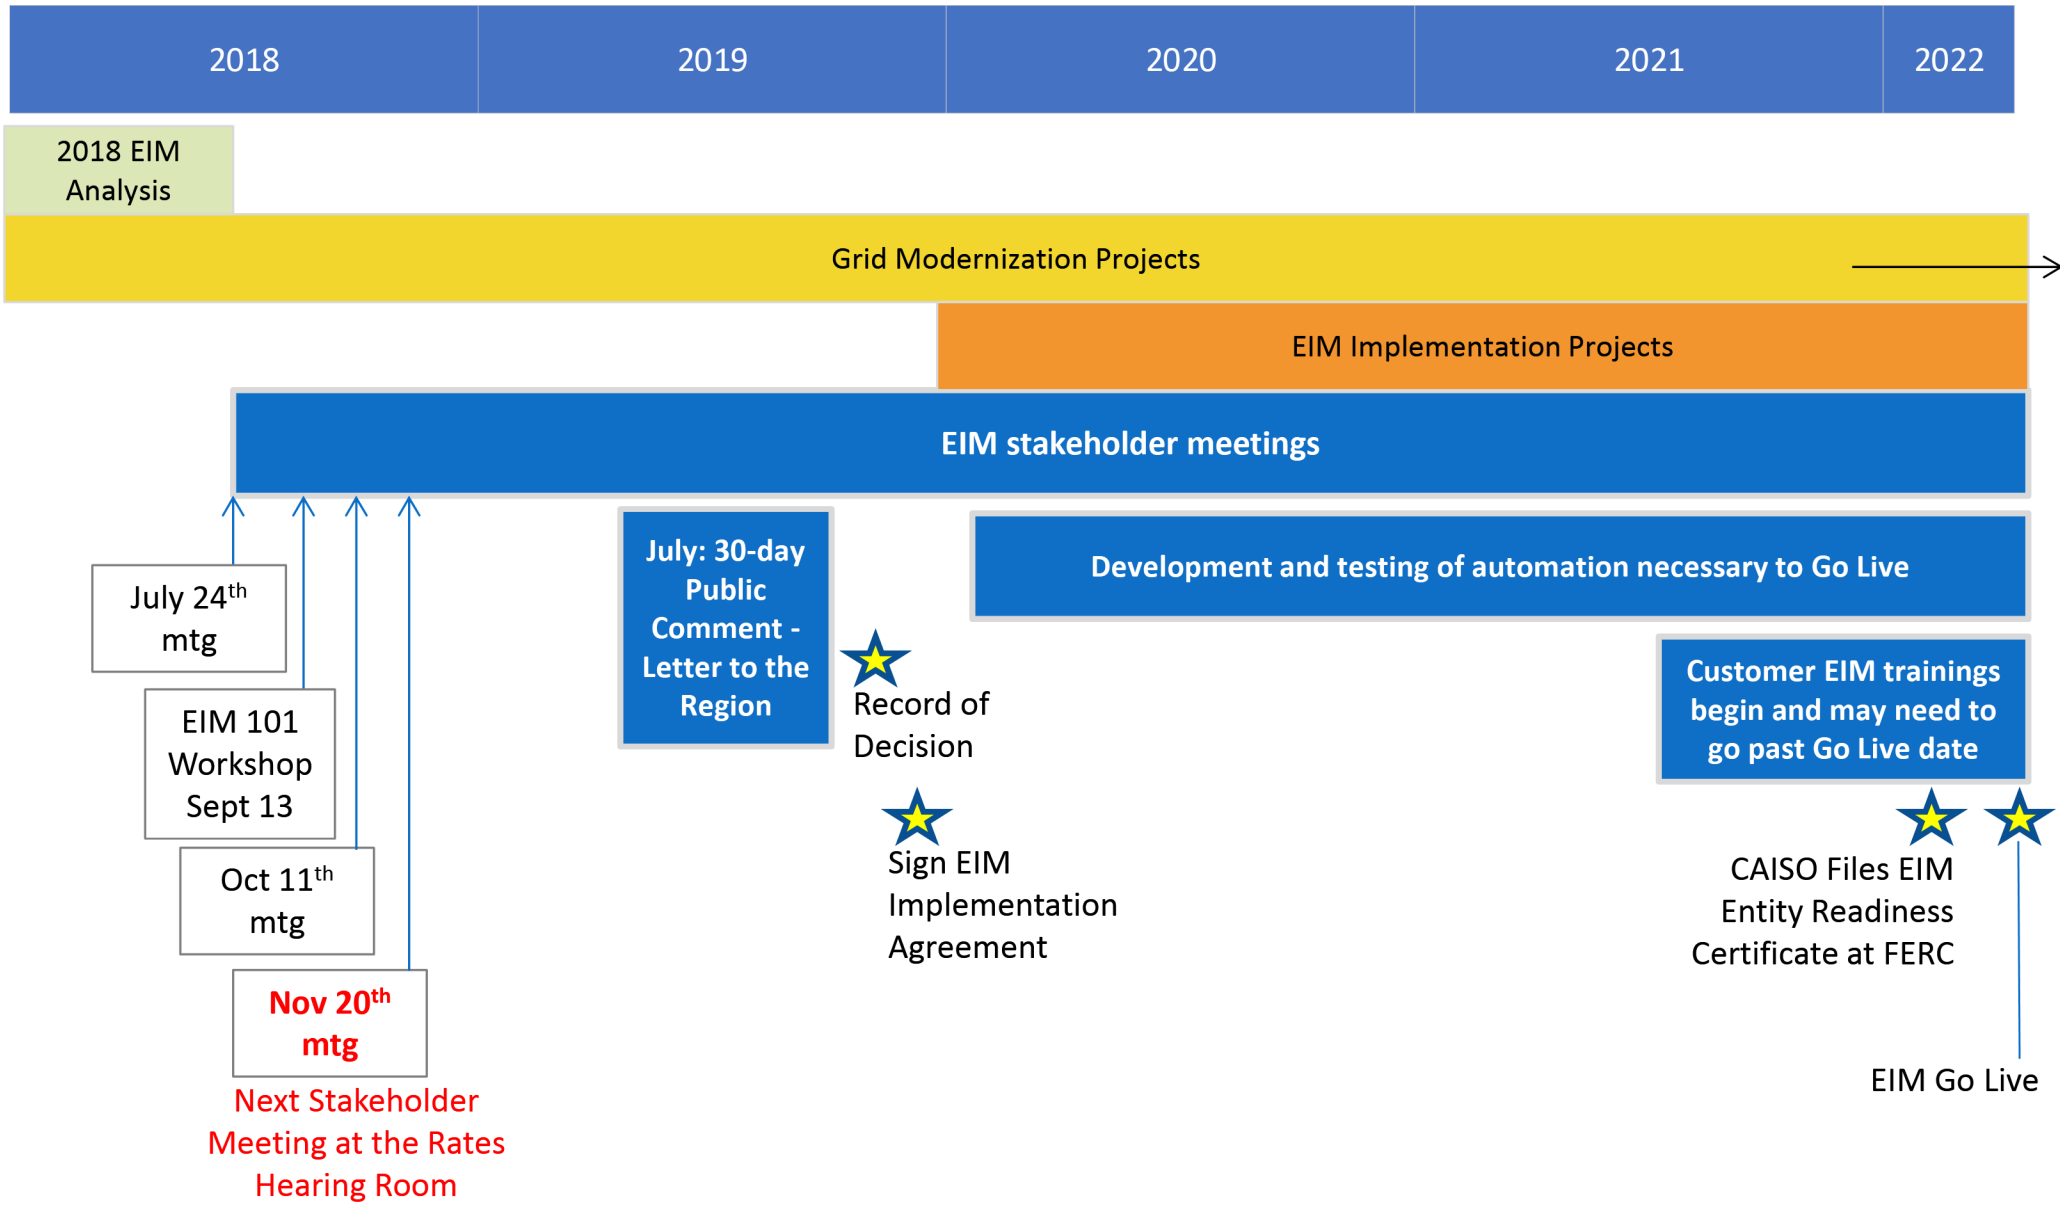 2018
2019
2020
2021
2022
2018 EIM
Analysis
Grid Modernization Projects
EIM Implementation Projects
EIM stakeholder meetings
July 24th
mtg
EIM 101
Workshop
Sept 13
Oct 11th
mtg
Nov 20th
mtg
Next Stakeholder
Meeting at the Rates
Hearing Room
July: 30-day
Public
Comment -
Letter to the
Region
Record of
Decision
Sign EIM
Implementation
Agreement
Development and testing of automation necessary to Go Live
Customer EIM trainings
begin and may need to
go past Go Live date
CAISO Files EIM
Entity Readiness
Certificate at FERC
EIM Go Live